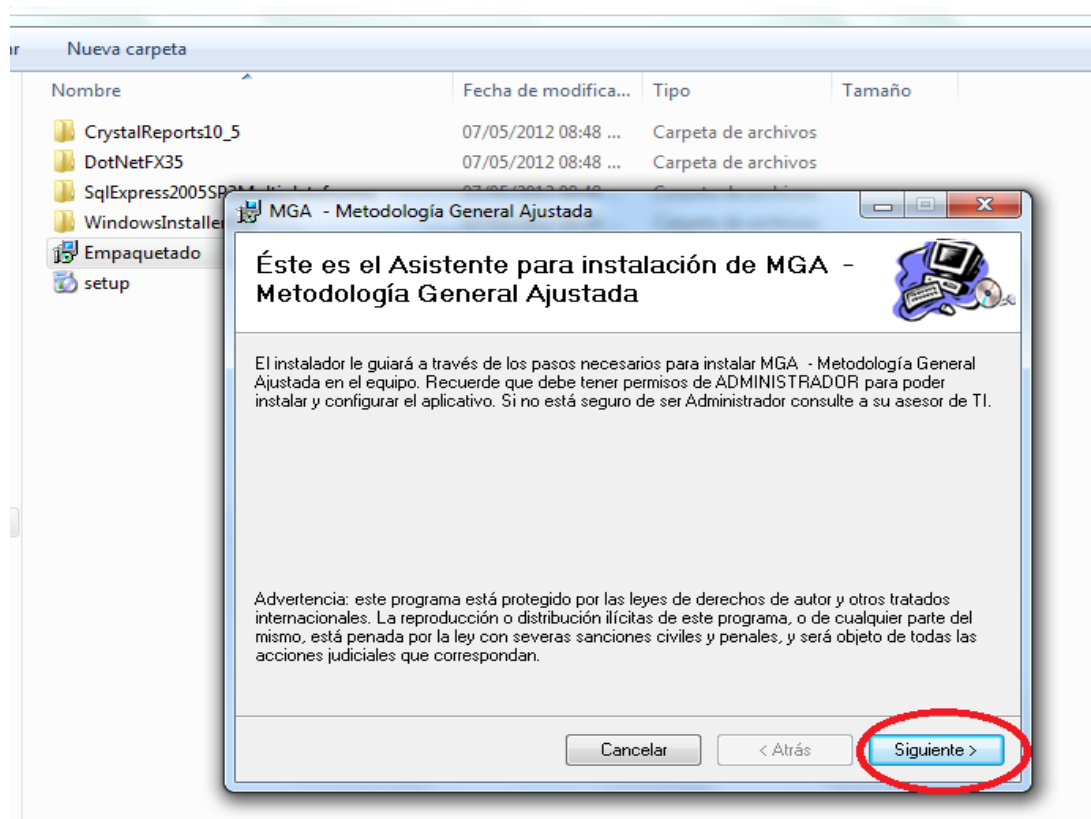 Nueva carpeta
Nombre Fecha de modifica... Tipo Tamaño
CrystalReports10_5 07/05/2012 08:48 ... Carpeta de archivos
DotNetFX35 07/05/2012 08:48 ... Carpeta de archivos
WindowsInstaller
Empaquetado
setup
MGA - Metodología General Ajustada
Éste es el Asistente para instalación de MGA -
Metodología General Ajustada
El instalador le guiará a través de los pasos necesarios para instalar MGA - Metodología General
Ajustada en el equipo. Recuerde que debe tener permisos de ADMINISTRADOR para poder
instalar y configurar el aplicativo. Si no está seguro de ser Administrador consulte a su asesor de TI.
Advertencia: este programa está protegido por las leyes de derechos de autor y otros tratados
internacionales. La reproducción o distribución ilícitas de este programa, o de cualquier parte del
mismo, está penada por la ley con severas sanciones civiles y penales, y será objeto de todas las
acciones judiciales que correspondan.
Cancelar < Atrás Siguiente >